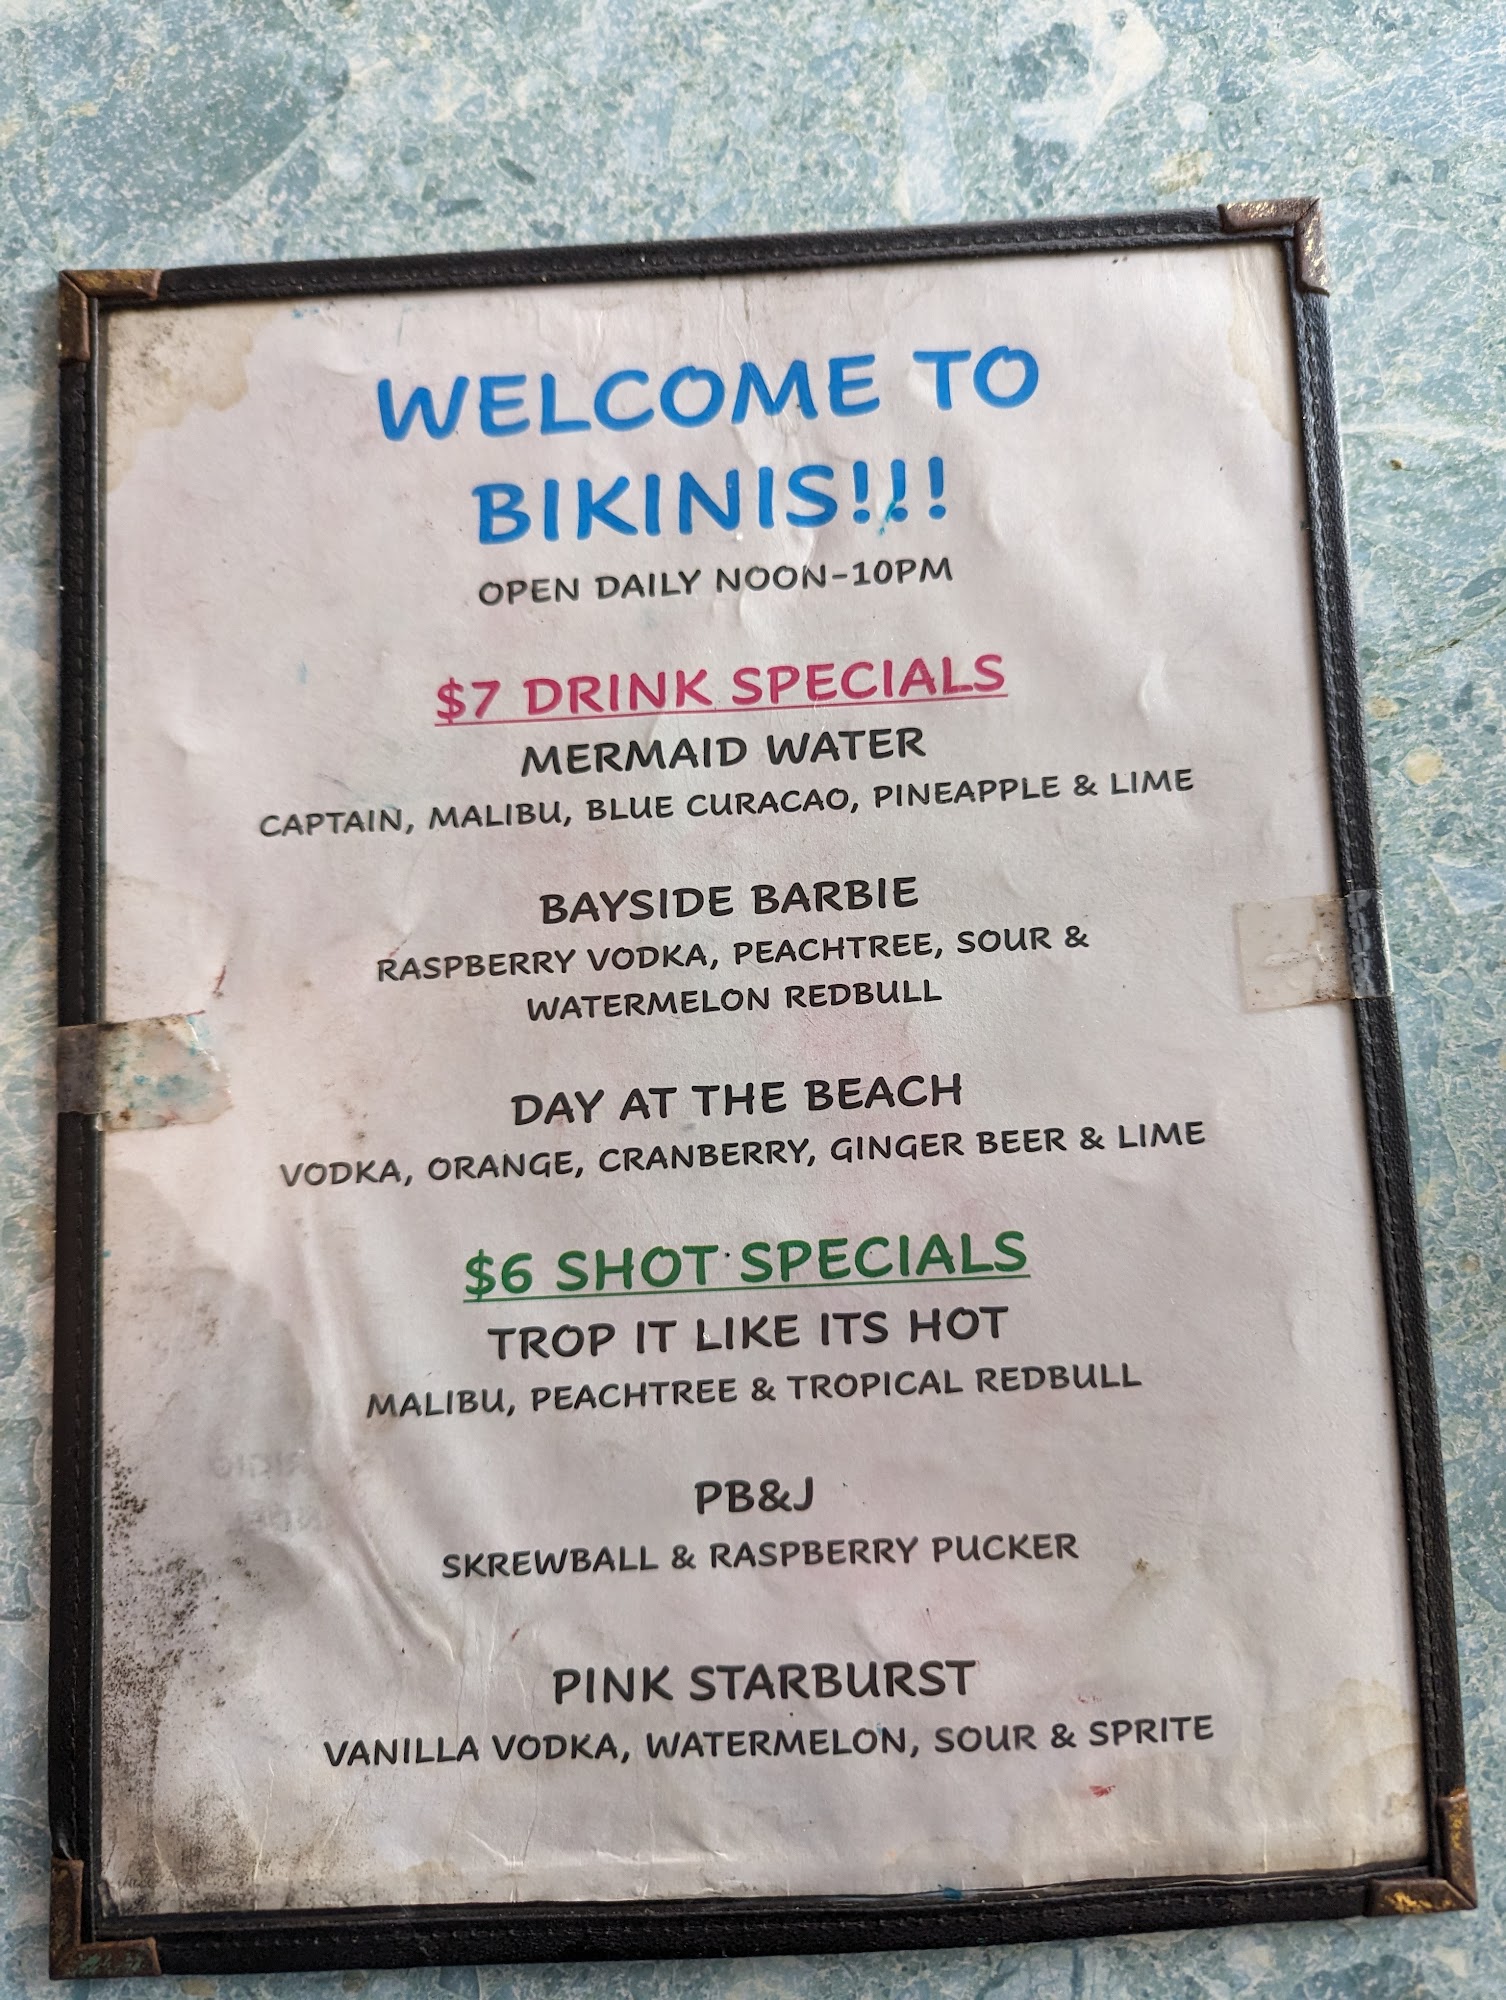 WELCOME TO
BIKINIS!!!
OPEN DAILY NOON-10PM
$7 DRINK SPECIALS
MERMAID WATER
CAPTAIN, MALIBU, BLUE CURACAO, PINEAPPLE & LIME
BAYSIDE BARBIE
RASPBERRY VODKA, PEACHTREE, SOUR &
WATERMELON REDBULL
DAY AT THE BEACH
VODKA, ORANGE, CRANBERRY, GINGER BEER & LIME
$6 SHOT SPECIALS
TROP IT LIKE ITS HOT
MALIBU, PEACHTREE & TROPICAL REDBULL
PB&J
SKREWBALL & RASPBERRY PUCKER
PINK STARBURST
VANILLA VODKA, WATERMELON, SOUR & SPRITE